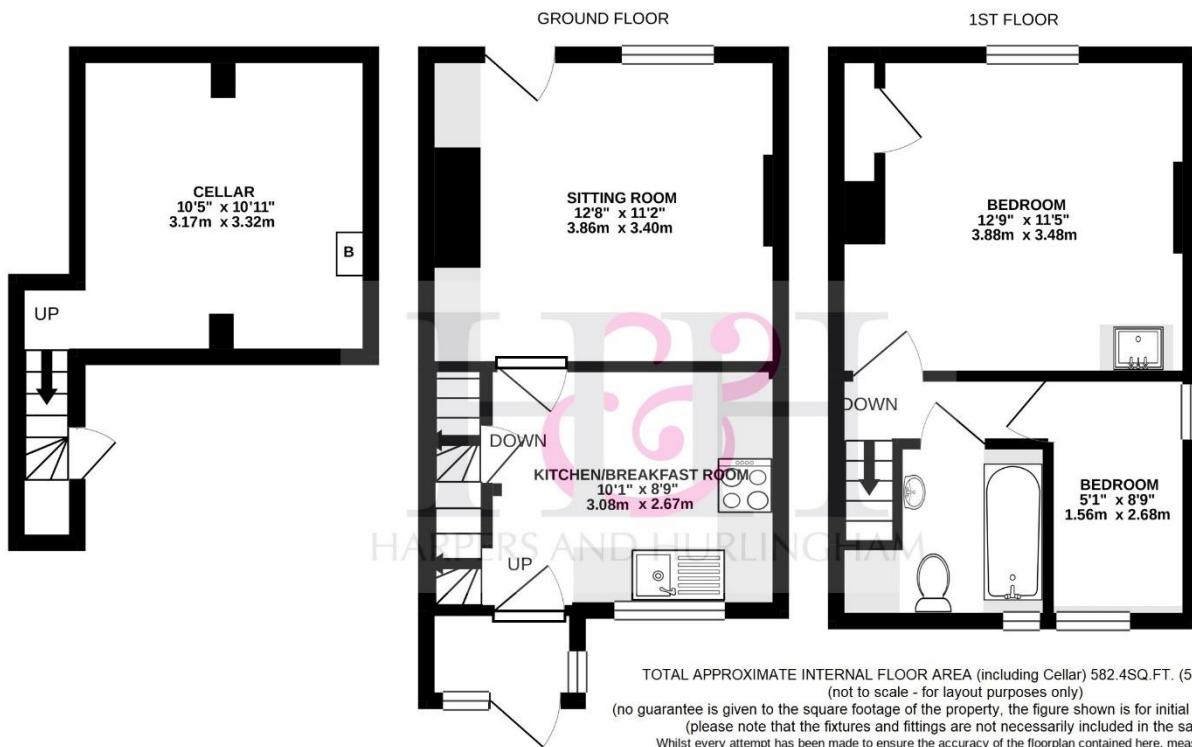 GROUND FLOOR
1ST FLOOR
CELLAR
10'5" x 10'11"
3.17m x 3.32m
B
UP
SITTING ROOM
12'8" x 11'2"
3.86m x 3.40m
BEDROOM
12'9" x 11'5"
3.88m x 3.48m
H&H
HARPERS AND HURLINGHAM
DOWN
KITCHEN/BREAKFAST ROOM
10'1" x 8'9"
3.08m x 2.67m
UP
DOWN
BEDROOM
5'1" x 8'9"
1.56m x 2.68m
TOTAL APPROXIMATE INTERNAL FLOOR AREA (including Cellar) 582.4SQ.FT. (5
(not to scale - for layout purposes only)
(no guarantee is given to the square footage of the property, the figure shown is for initial
(please note that the fixtures and fittings are not necessarily included in the sa
Whilst every attempt has been made to ensure the accuracy of the floorplan contained here, meas